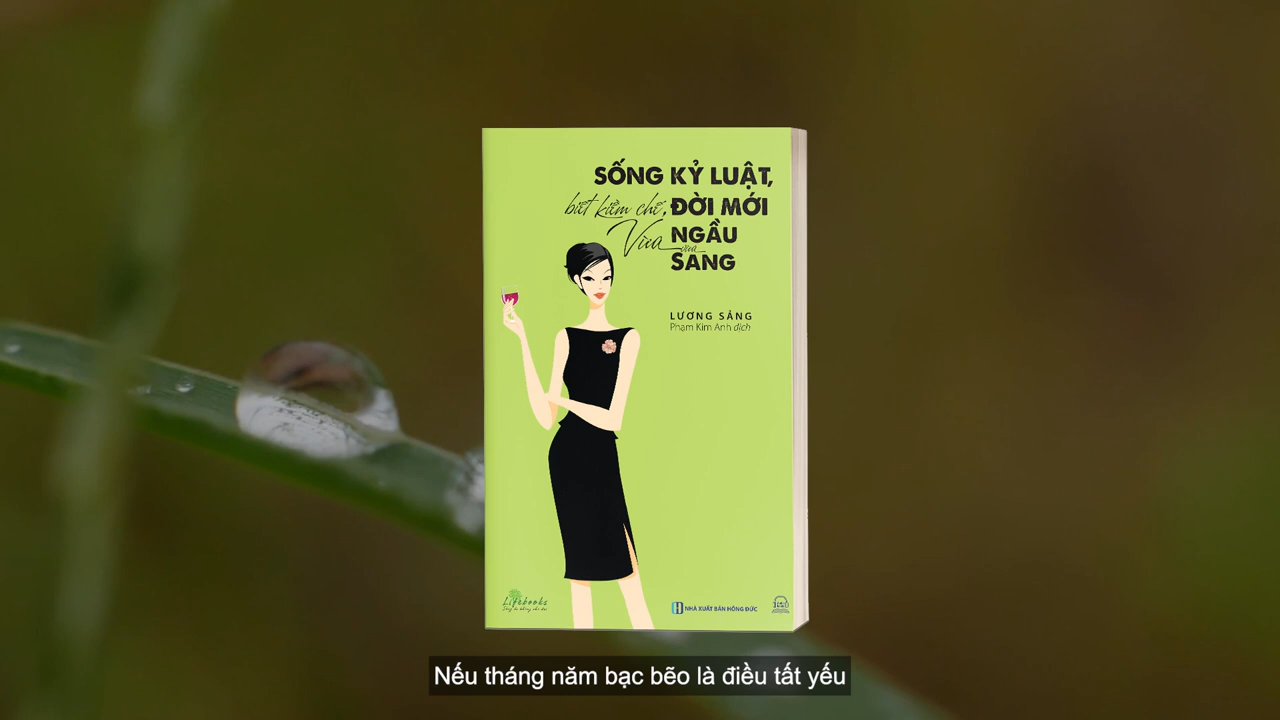 SỐNG KỶ LUẬT,
biết kiềm chế, ĐỜI MỚI
Vừa NGẦU
vừa SANG
LƯƠNG SẢNG
Phạm Kim Anh dịch
Lifebooks
NHÀ XUẤT BẢN HỒNG ĐỨC
Nếu tháng năm bạc bẽo là điều tất yếu